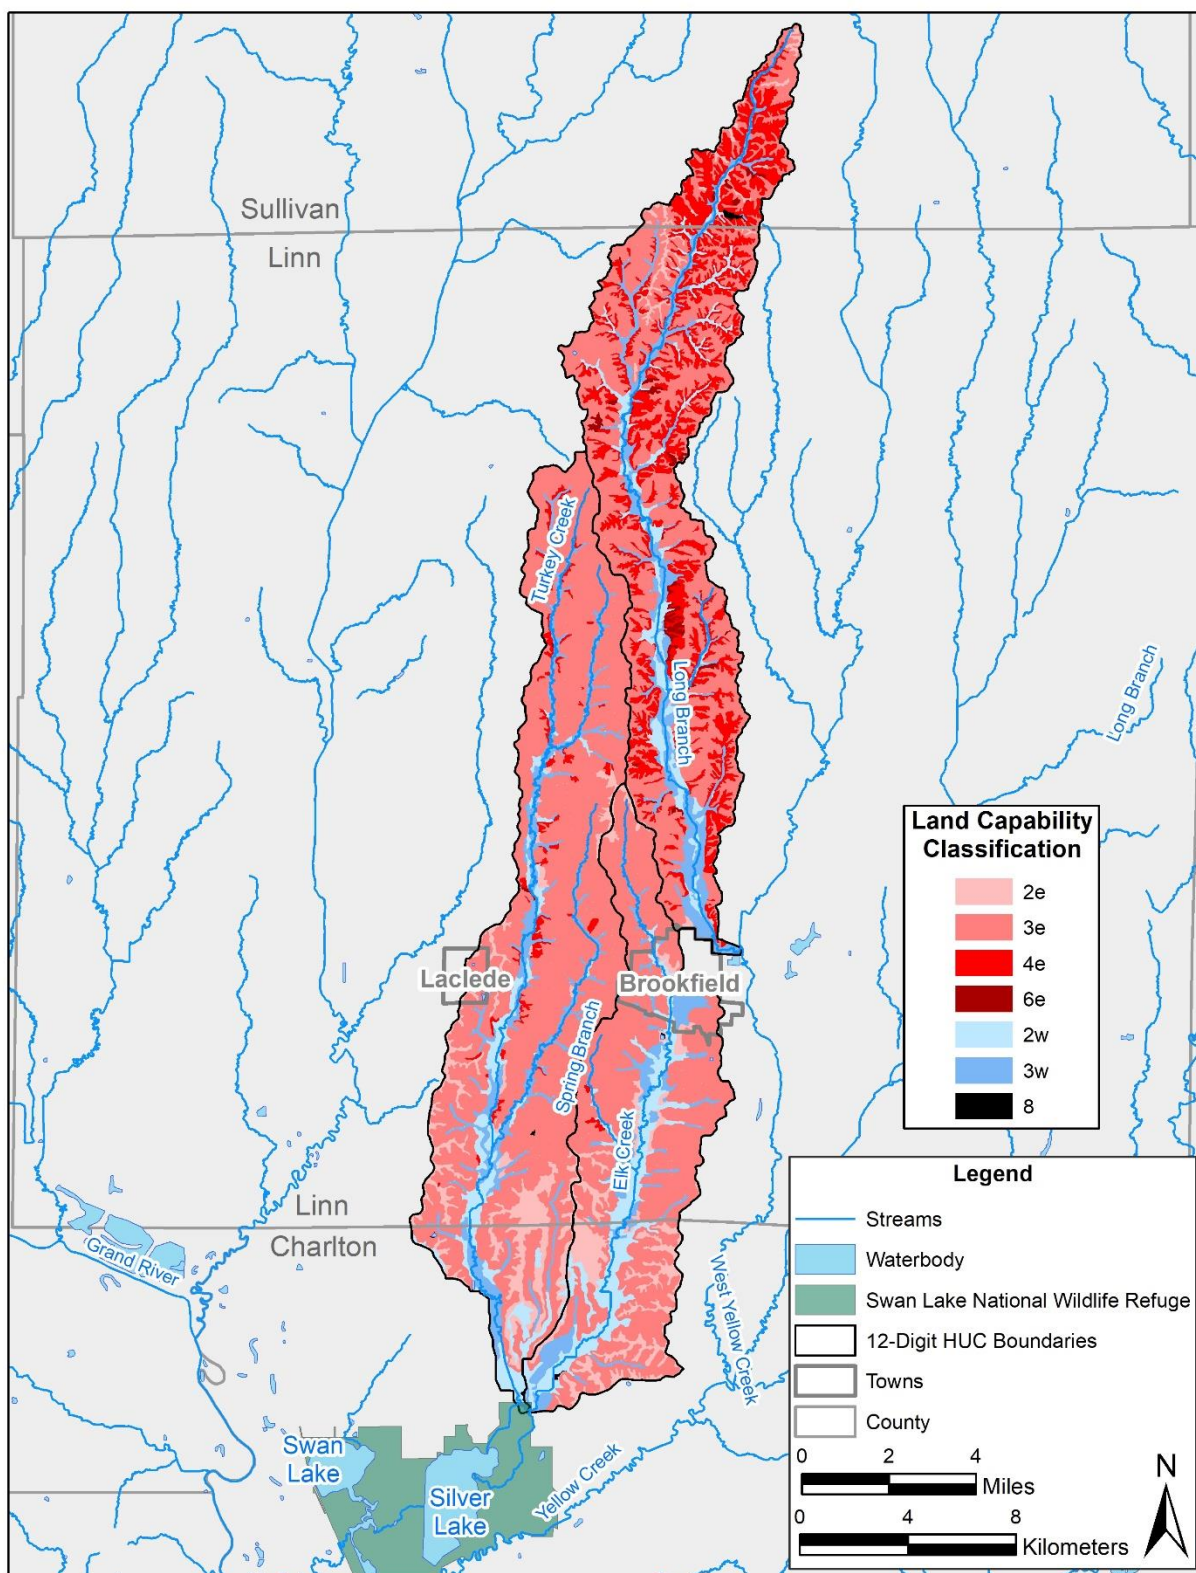 Sullivan
Linn
Turkey Creek
Long Branch
Long Branch
Land Capability
Classification
2e
3e
4e
6e
2w
3w
8
Laclede
Brookfield
Spring Branch
Elk Creek
Linn
Charlton
Grand River
West Yellow Creek
Swan
Lake
Silver
Lake
Yellow Creek
Legend
Streams
Waterbody
Swan Lake National Wildlife Refuge
12-Digit HUC Boundaries
Towns
County
0 2 4
Miles
0 4 8
Kilometers
N